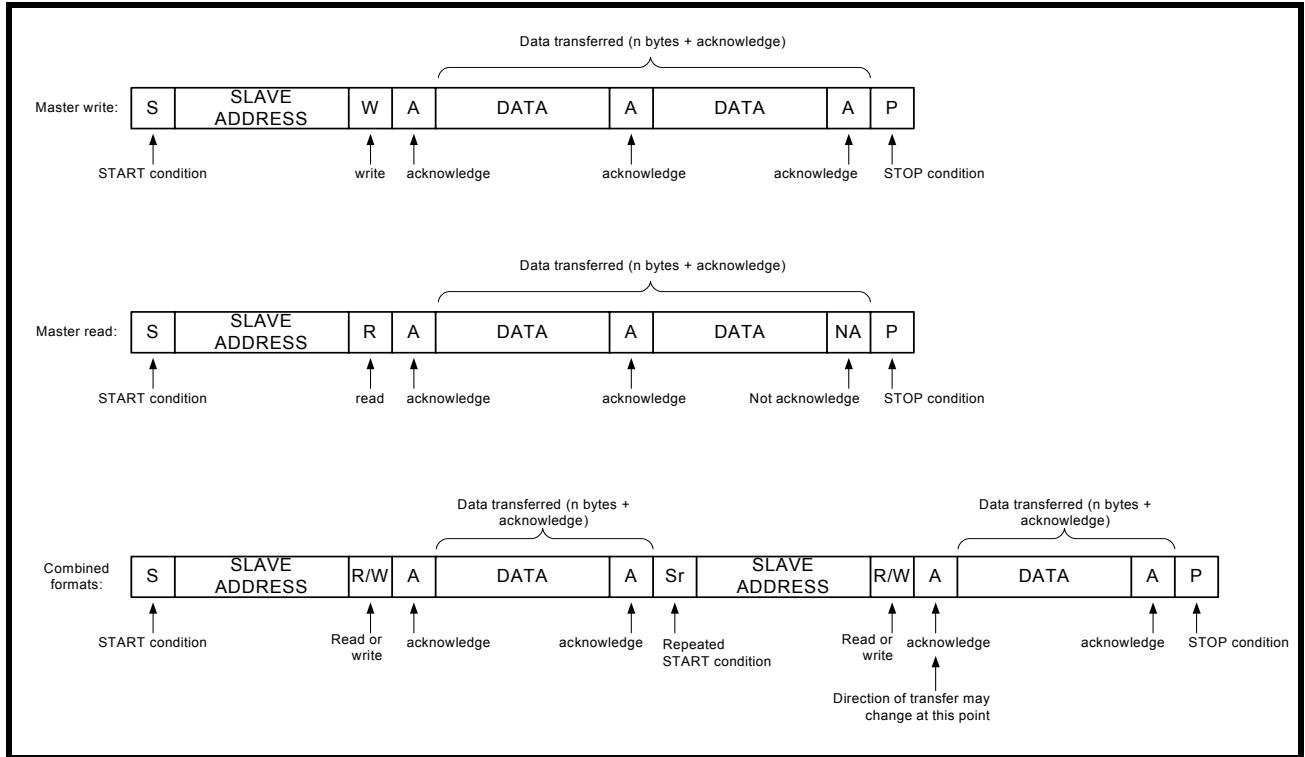 Data transferred (n bytes + acknowledge)
Master write: S SLAVE ADDRESS W A DATA A DATA A P
START condition write acknowledge acknowledge acknowledge STOP condition
Data transferred (n bytes + acknowledge)
Master read: S SLAVE ADDRESS R A DATA A DATA NA P
START condition read acknowledge acknowledge Not acknowledge STOP condition
Data transferred (n bytes +
acknowledge)
Data transferred (n bytes +
acknowledge)
Combined
formats:
S SLAVE ADDRESS R/W A DATA A Sr SLAVE ADDRESS R/W A DATA A P
START condition
Read or
write
acknowledge
acknowledge
Repeated
START condition
Read or
write
acknowledge
acknowledge
STOP condition
Direction of transfer may
change at this point